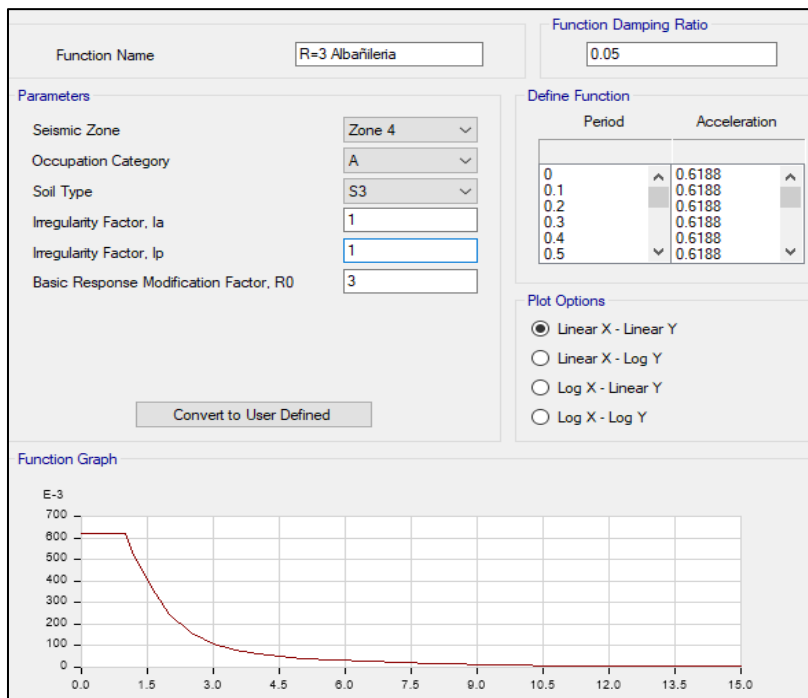 Function Damping Ratio
Function Name R=3 Albañileria 0.05
Parameters
Seismic Zone Zone 4
Occupation Category A
Soil Type S3
Irregularity Factor, Ia 1
Irregularity Factor, Ip 1
Basic Response Modification Factor, R0 3
Convert to User Defined
Define Function
Period Acceleration
0 0.6188
0.1 0.6188
0.2 0.6188
0.3 0.6188
0.4 0.6188
0.5 0.6188
Plot Options
Linear X - Linear Y
Linear X - Log Y
Log X - Linear Y
Log X - Log Y
Function Graph
E-3
700
600
500
400
300
200
100
0
0.0 1.5 3.0 4.5 6.0 7.5 9.0 10.5 12.0 13.5 15.0